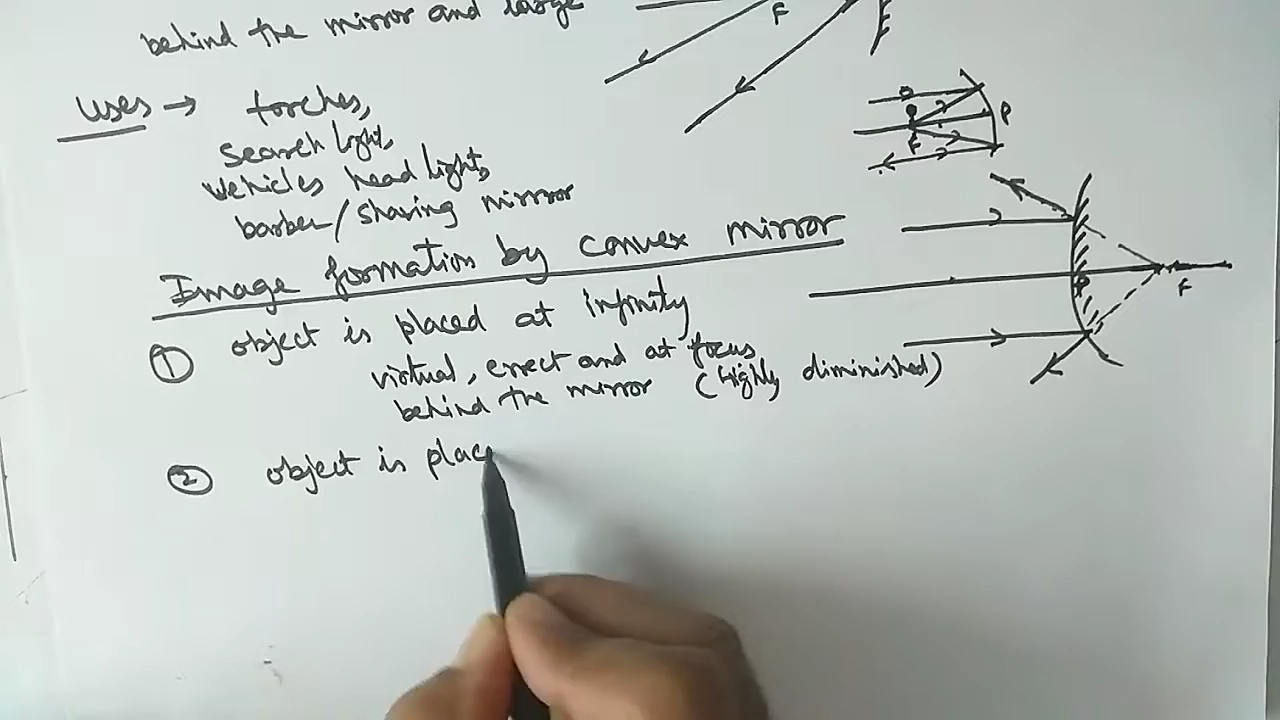 behind the mirror and large
F
uses → torches,
search light,
vehicles head lights,
barber/shaving mirror
P
F
Image formation by convex mirror
① object is placed at infinity
virtual, erect and at focus
behind the mirror (highly diminished)
P
F
② object is place